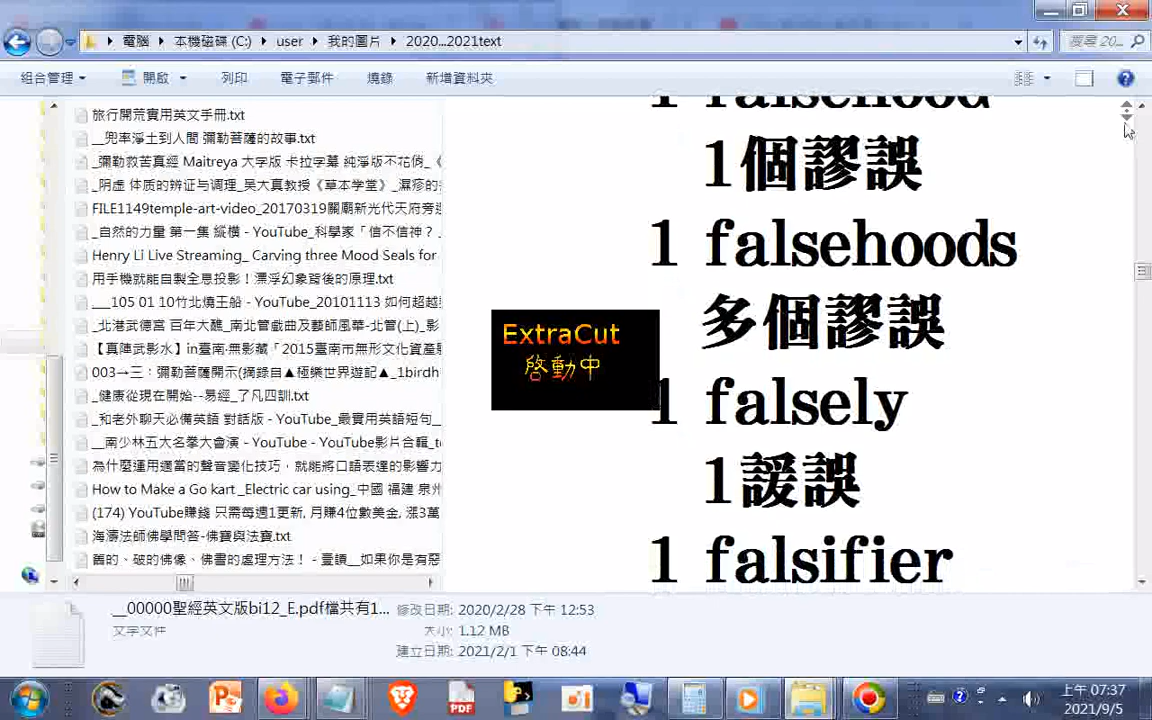 電腦 ▸ 本機磁碟 (C:) ▸ user ▸ 我的圖片 ▸ 2020...2021text
搜尋 20...
組合管理 開啟 列印 電子郵件 燒錄 新增資料夾
旅行開荒實用英文手冊.txt
__兜率淨土到人間 彌勒菩薩的故事.txt
_彌勒救苦真經 Maitreya 大字版 卡拉字幕 純淨版不花俏_《
_阴虚 体质的辨证与调理_吴大真教授《草本学堂》_濕疹的
FILE1149temple-art-video_20170319關廟新光代天府旁
_自然的力量 第一集 縱橫 - YouTube_科學家「信不信神？
Henry Li Live Streaming_ Carving three Mood Seals for
用手機就能自製全息投影！漂浮幻象背後的原理.txt
___105 01 10竹北燒王船 - YouTube_20101113 如何超越
_北港武德宮 百年大醮_南北管戲曲及藝師風華-北管(上)_影
【真陣武影水】in臺南·無影藏「2015臺南市無形文化資產
003→三：彌勒菩薩開示(摘錄自▲極樂世界遊記▲_1birdh
_健康從現在開始--易經_了凡四訓.txt
_和老外聊天必備英語 對話版 - YouTube_最實用英語短句__
__南少林五大名拳大會演 - YouTube - YouTube影片合輯_t
為什麼運用適當的聲音變化技巧，就能將口語表達的影響力
How to Make a Go kart _Electric car using_中國 福建 泉州
(174) YouTube賺錢 只需每週1更新, 月賺4位數美金, 漲3萬
海濤法師佛學問答-佛寶與法寶.txt
舊的、破的佛像、佛書的處理方法！ - 壹讀__如果你是有惡
1 falsehood
1個謬誤
1 falsehoods
多個謬誤
1 falsely
1諼誤
1 falsifier
ExtraCut
啓動中
__00000聖經英文版bi12_E.pdf檔共有1... 修改日期: 2020/2/28 下午 12:53
文字文件 大小: 1.12 MB
建立日期: 2021/2/1 下午 08:44
PDF
上午 07:37
2021/9/5